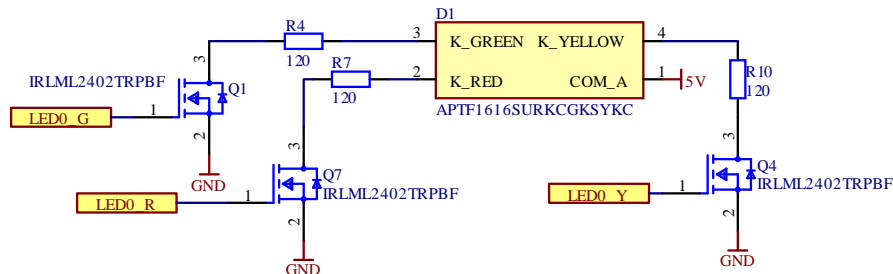 D1
R4
3
K_GREEN
K_YELLOW
4
120
3
IRLML2402TRPBF
Q1
R7
2
K_RED
COM_A
1
5V
R10
120
120
APTF1616SURKCGKSYKC
LED0_G
1
2
3
3
GND
Q7
IRLML2402TRPBF
Q4
IRLML2402TRPBF
LED0_R
1
2
LED0_Y
1
2
GND
GND